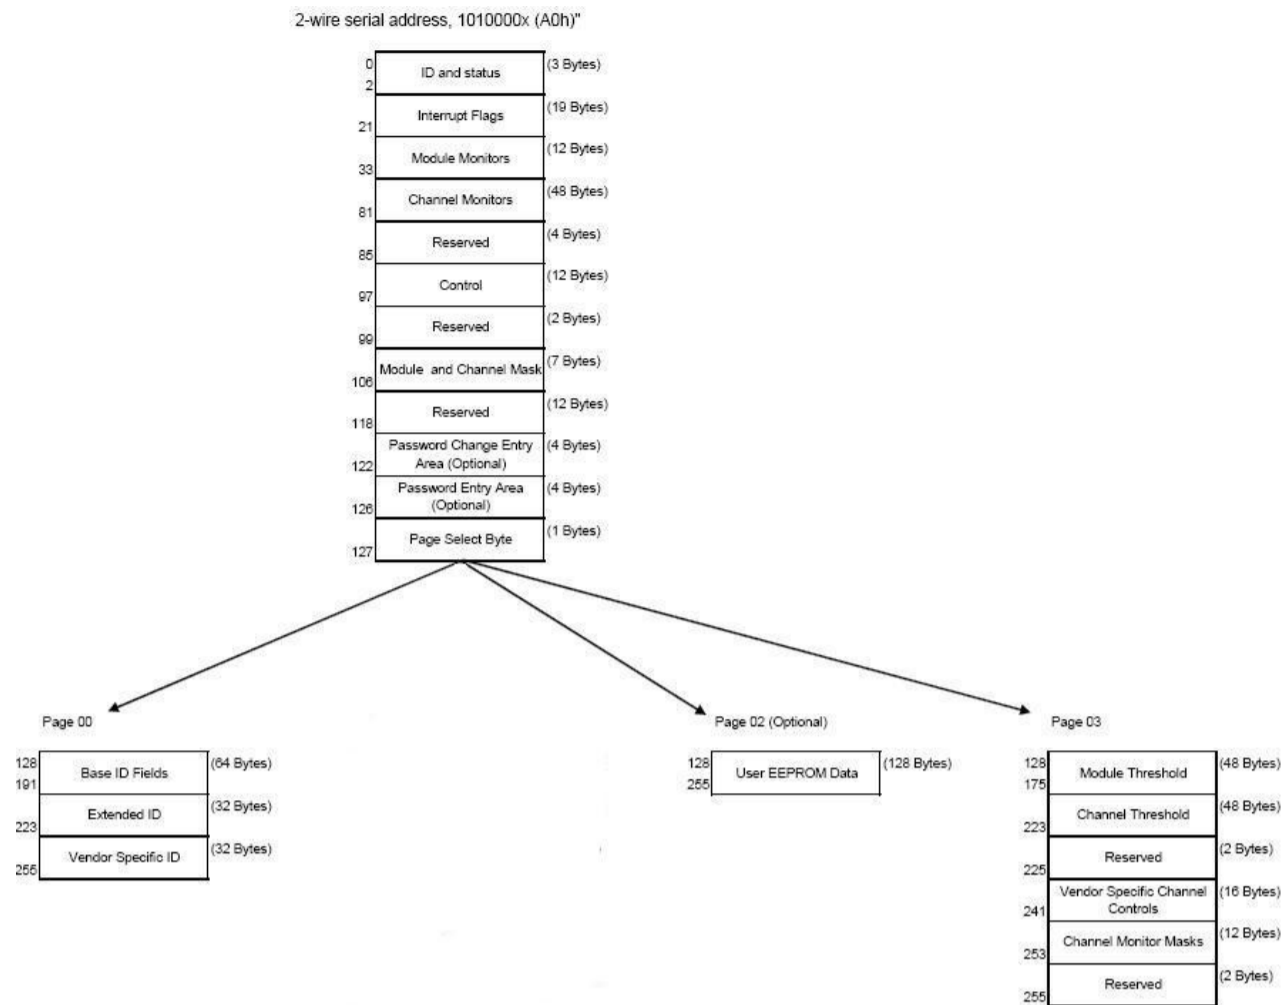 2-wire serial address, 1010000x (A0h)"
0
2
ID and status
(3 Bytes)
21
Interrupt Flags
(19 Bytes)
33
Module Monitors
(12 Bytes)
81
Channel Monitors
(48 Bytes)
85
Reserved
(4 Bytes)
97
Control
(12 Bytes)
99
Reserved
(2 Bytes)
106
Module and Channel Mask
(7 Bytes)
118
Reserved
(12 Bytes)
122
Password Change Entry
Area (Optional)
(4 Bytes)
126
Password Entry Area
(Optional)
(4 Bytes)
127
Page Select Byte
(1 Bytes)
Page 00
128
191
Base ID Fields
(64 Bytes)
223
Extended ID
(32 Bytes)
255
Vendor Specific ID
(32 Bytes)
Page 02 (Optional)
128
255
User EEPROM Data
(128 Bytes)
Page 03
128
175
Module Threshold
(48 Bytes)
223
Channel Threshold
(48 Bytes)
225
Reserved
(2 Bytes)
241
Vendor Specific Channel
Controls
(16 Bytes)
253
Channel Monitor Masks
(12 Bytes)
255
Reserved
(2 Bytes)